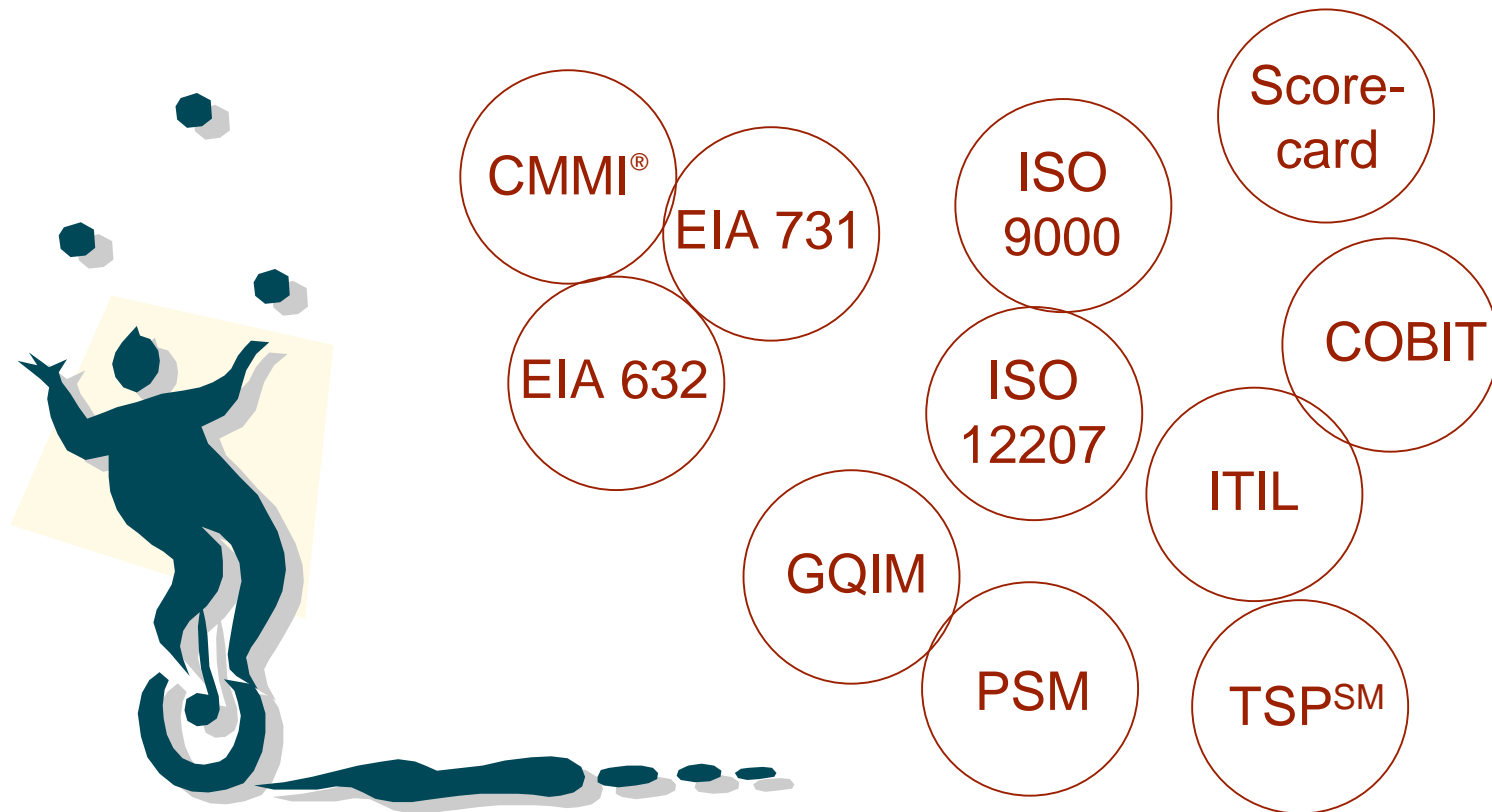 CMMI®
EIA 731
EIA 632
ISO
9000
ISO
12207
Score-
card
COBIT
ITIL
GQIM
PSM
TSP℠